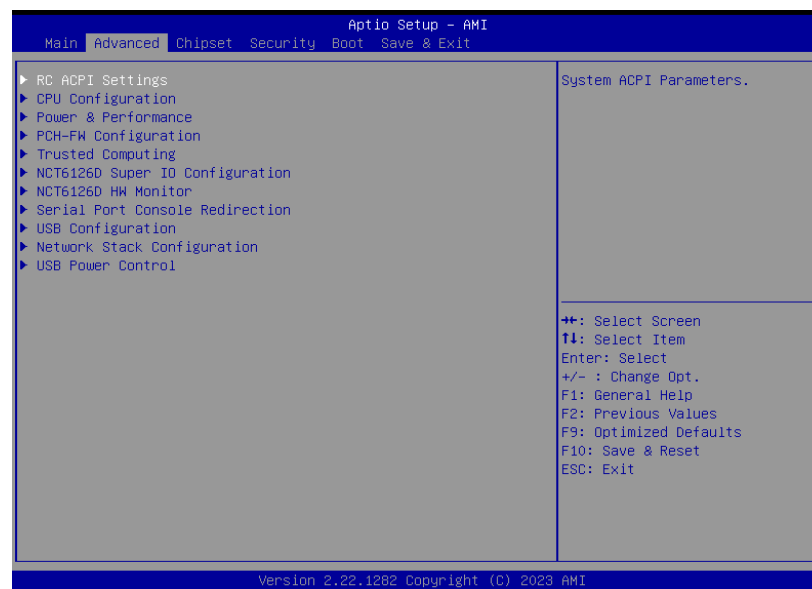 Aptio Setup – AMI
Main Advanced Chipset Security Boot Save & Exit
▶ RC ACPI Settings
▶ CPU Configuration
▶ Power & Performance
▶ PCH-FW Configuration
▶ Trusted Computing
▶ NCT6126D Super IO Configuration
▶ NCT6126D HW Monitor
▶ Serial Port Console Redirection
▶ USB Configuration
▶ Network Stack Configuration
▶ USB Power Control
System ACPI Parameters.
→←: Select Screen
↑↓: Select Item
Enter: Select
+/- : Change Opt.
F1: General Help
F2: Previous Values
F9: Optimized Defaults
F10: Save & Reset
ESC: Exit
Version 2.22.1282 Copyright (C) 2023 AMI